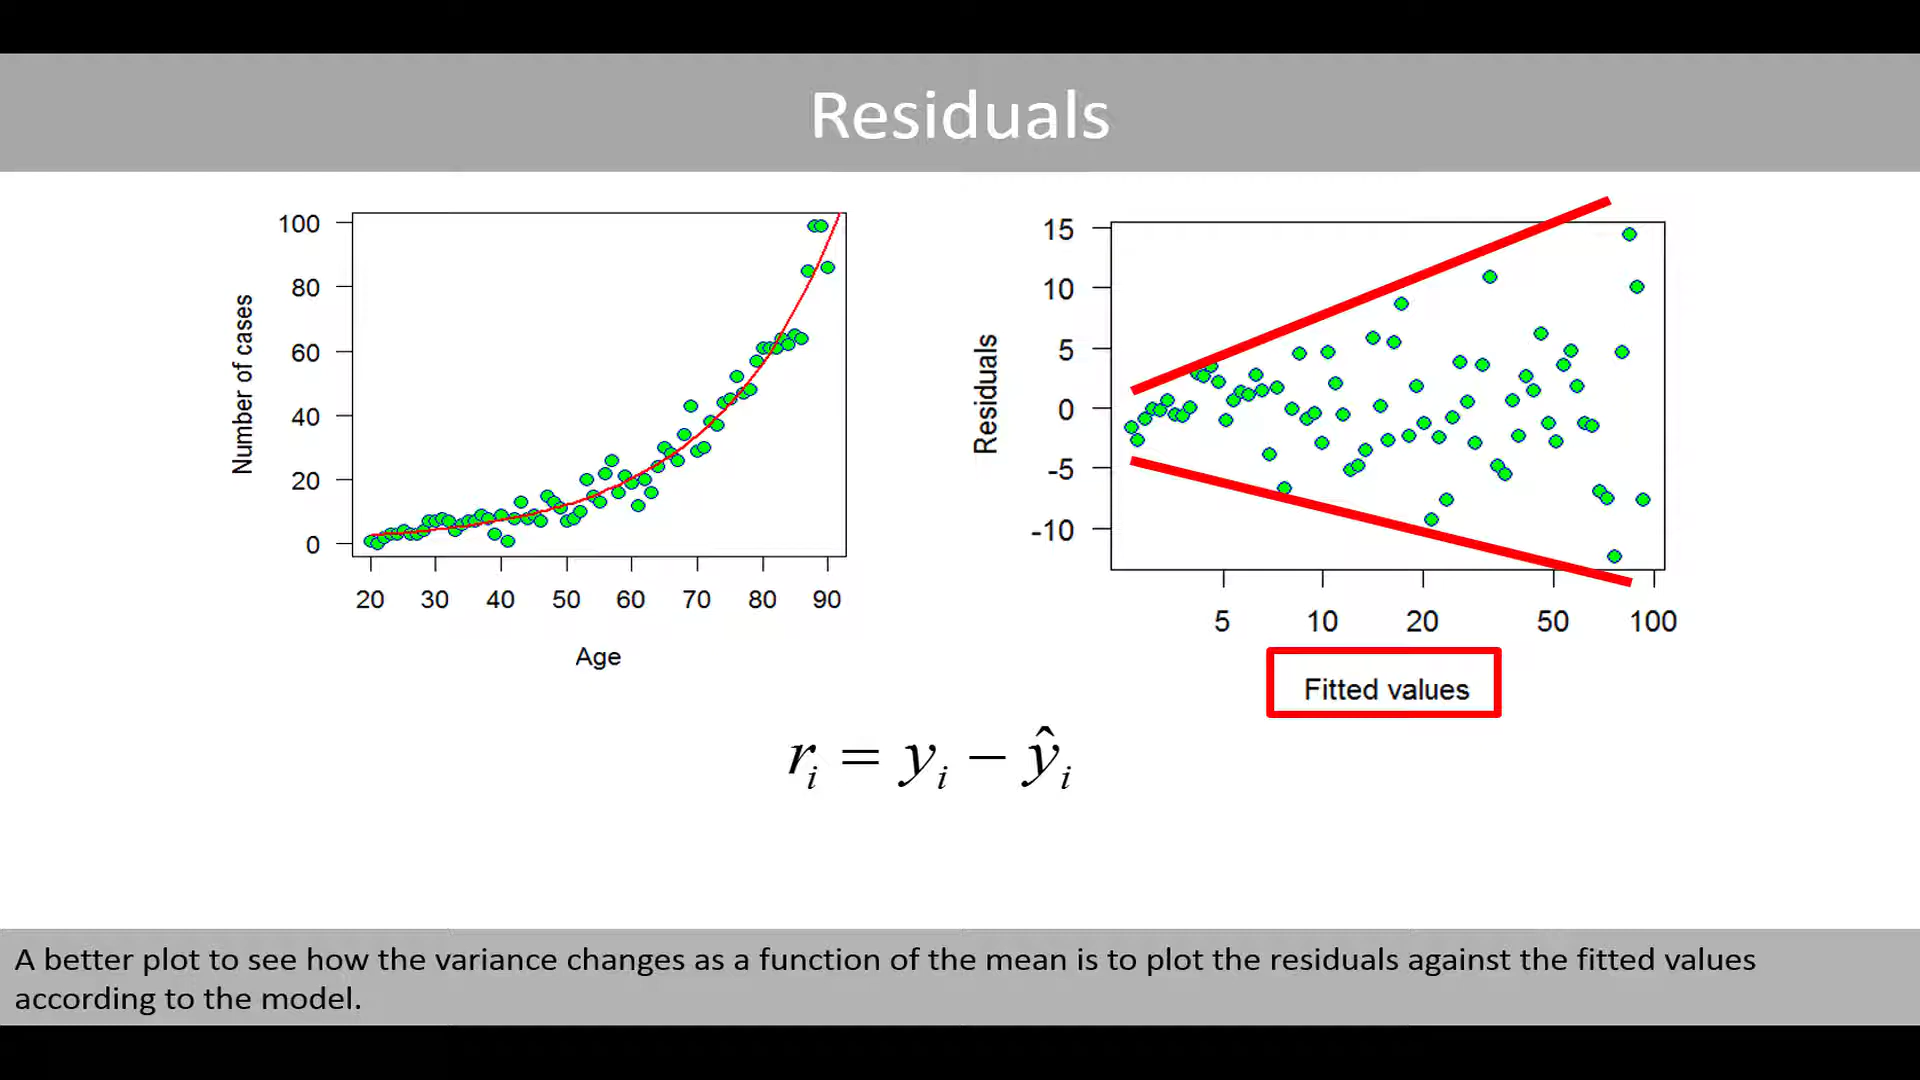 Residuals
100
80
60
40
20
0
Number of cases
20 30 40 50 60 70 80 90
Age
15
10
5
0
-5
-10
Residuals
5 10 20 50 100
Fitted values
rᵢ = yᵢ − ŷᵢ
A better plot to see how the variance changes as a function of the mean is to plot the residuals against the fitted values
according to the model.